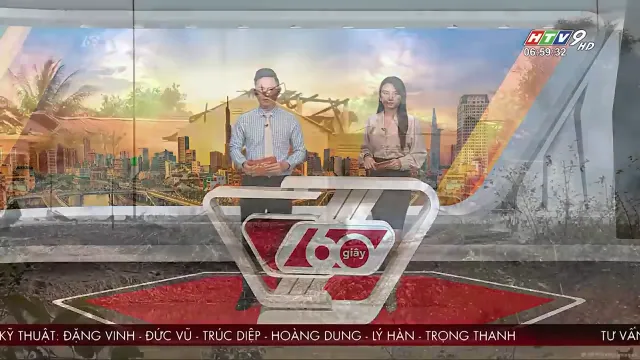 HTV9 HD
06:59:32
60 giây
KỸ THUẬT: ĐẶNG VINH - ĐỨC VŨ - TRÚC DIỆP - HOÀNG DUNG - LÝ HÀN - TRỌNG THANH TƯ VẤN